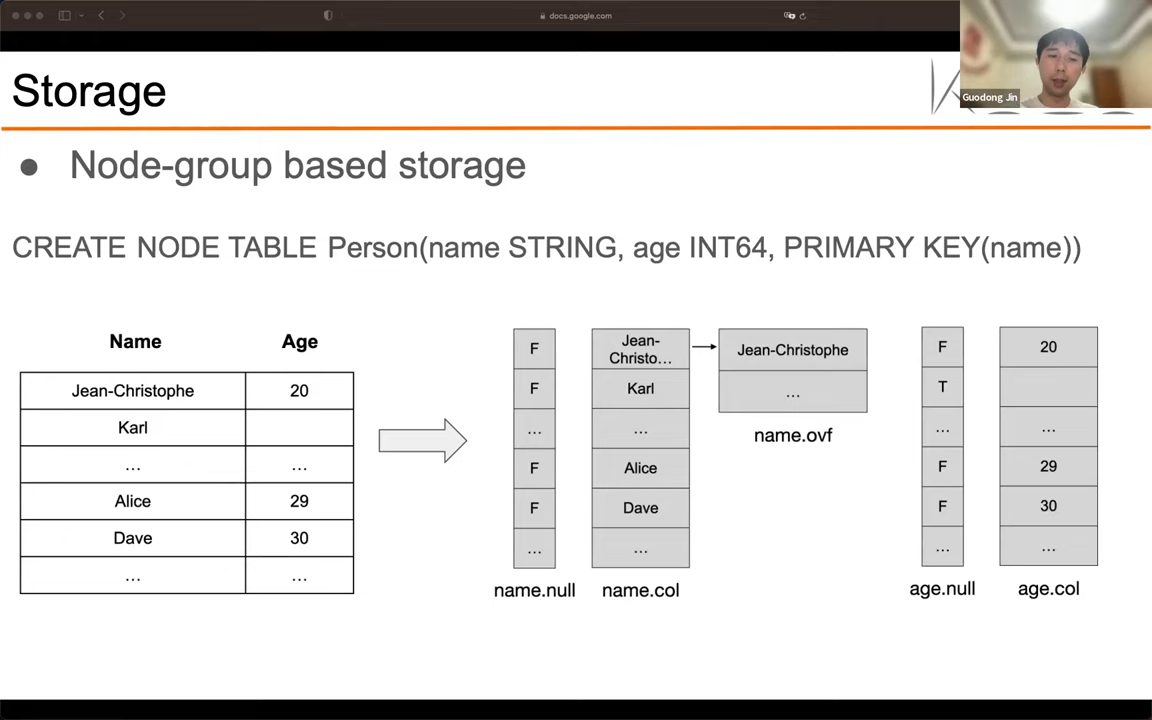 docs.google.com
Guodong Jin
Storage
● Node-group based storage
CREATE NODE TABLE Person(name STRING, age INT64, PRIMARY KEY(name))
Name Age
Jean-Christophe 20
Karl
... ...
Alice 29
Dave 30
... ...
F
F
...
F
F
...
name.null
Jean-
Christo...
Karl
...
Alice
Dave
...
name.col
Jean-Christophe
...
name.ovf
F
T
...
F
F
...
age.null
20
...
29
30
...
age.col